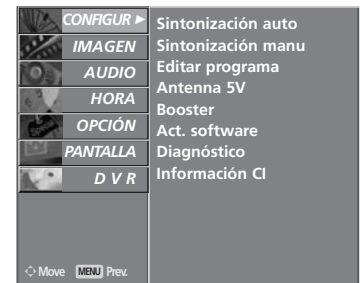 CONFIGUR ►
IMAGEN
AUDIO
HORA
OPCIÓN
PANTALLA
D V R
Sintonización auto
Sintonización manu
Editar programa
Antenna 5V
Booster
Act. software
Diagnóstico
Información CI
Move MENU Prev.